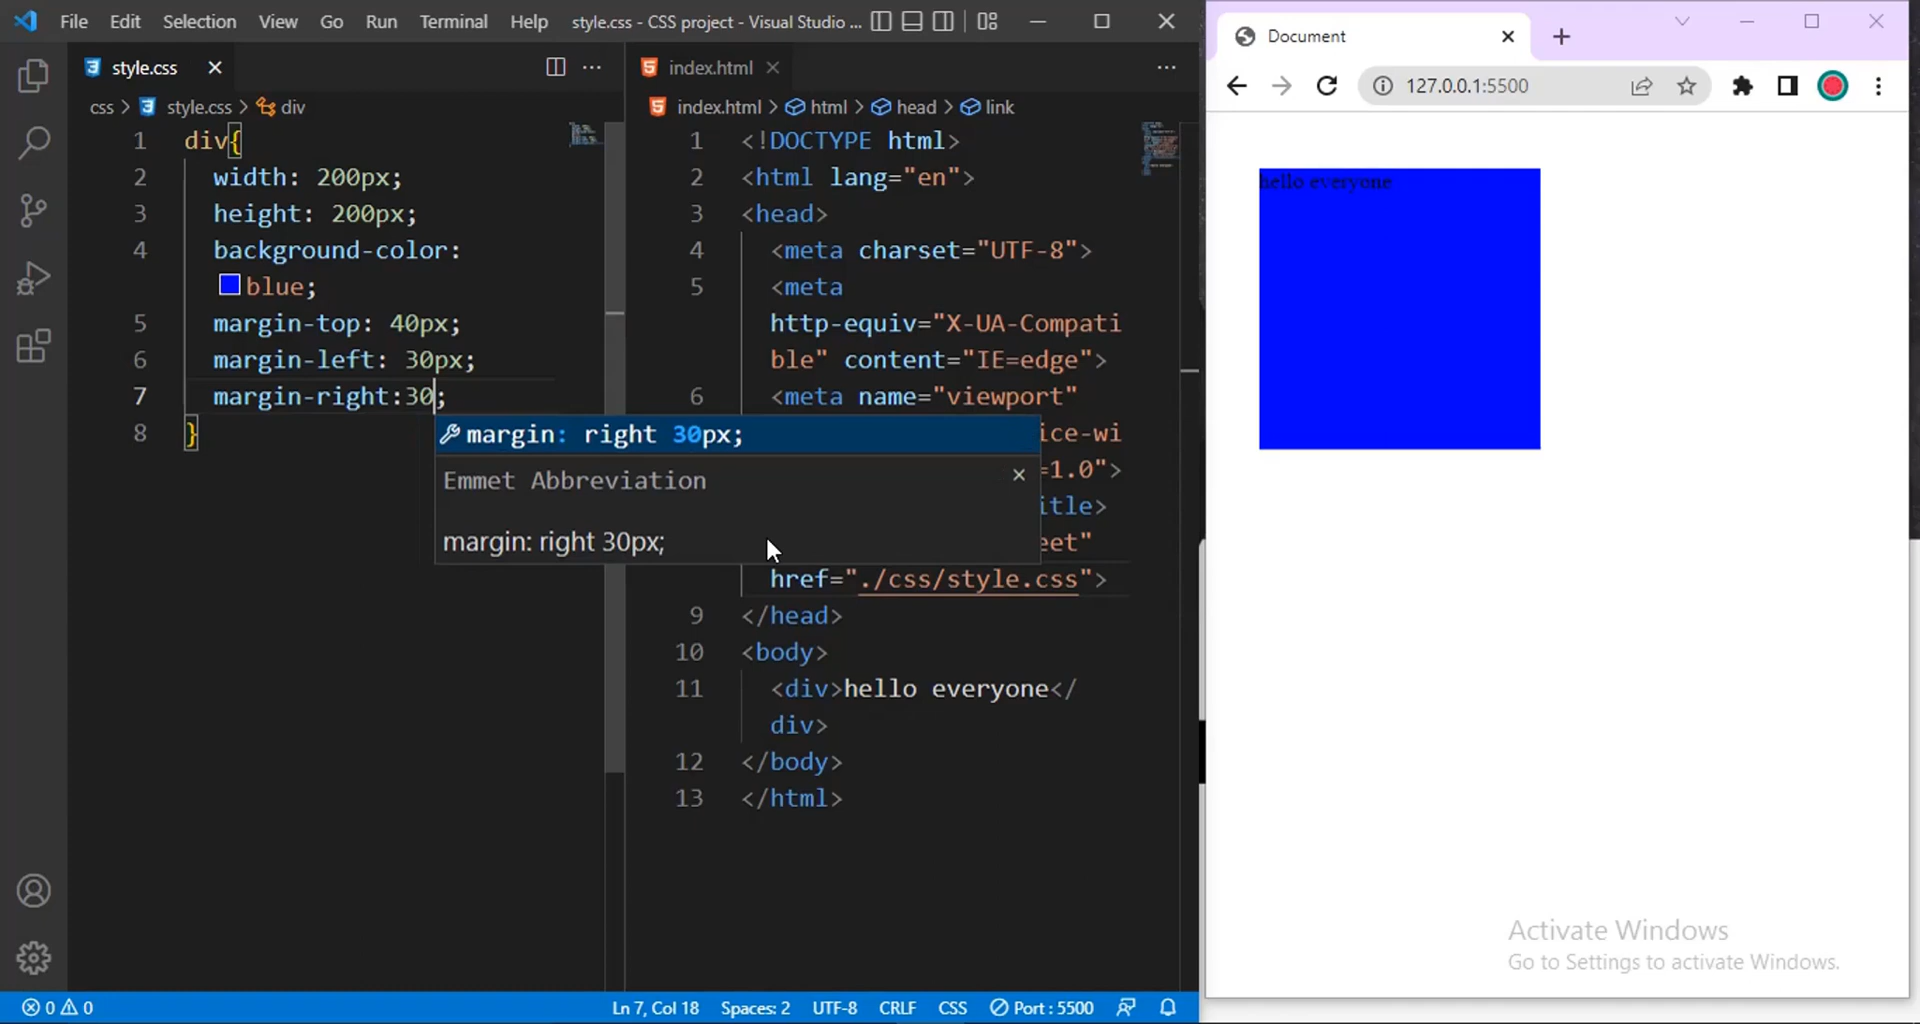 File Edit Selection View Go Run Terminal Help style.css - CSS project - Visual Studio ...
style.css
css > style.css > div
1 div{
2 width: 200px;
3 height: 200px;
4 background-color:
blue;
5 margin-top: 40px;
6 margin-left: 30px;
7 margin-right:30;
8 }
margin: right 30px;
Emmet Abbreviation
margin: right 30px;
index.html
index.html > html > head > link
1 <!DOCTYPE html>
2 <html lang="en">
3 <head>
4 <meta charset="UTF-8">
5 <meta
http-equiv="X-UA-Compati
ble" content="IE=edge">
6 <meta name="viewport"
ice-wi
=1.0">
itle>
eet"
href="./css/style.css">
9 </head>
10 <body>
11 <div>hello everyone</
div>
12 </body>
13 </html>
0 0 Ln 7, Col 18 Spaces: 2 UTF-8 CRLF CSS Port : 5500
Document
127.0.0.1:5500
hello everyone
Activate Windows
Go to Settings to activate Windows.